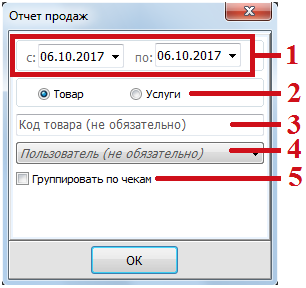 Отчет продаж
с: 06.10.2017 по: 06.10.2017 1
Товар Услуги 2
Код товара (не обязательно) 3
Пользователь (не обязательно) 4
Группировать по чекам 5
OK